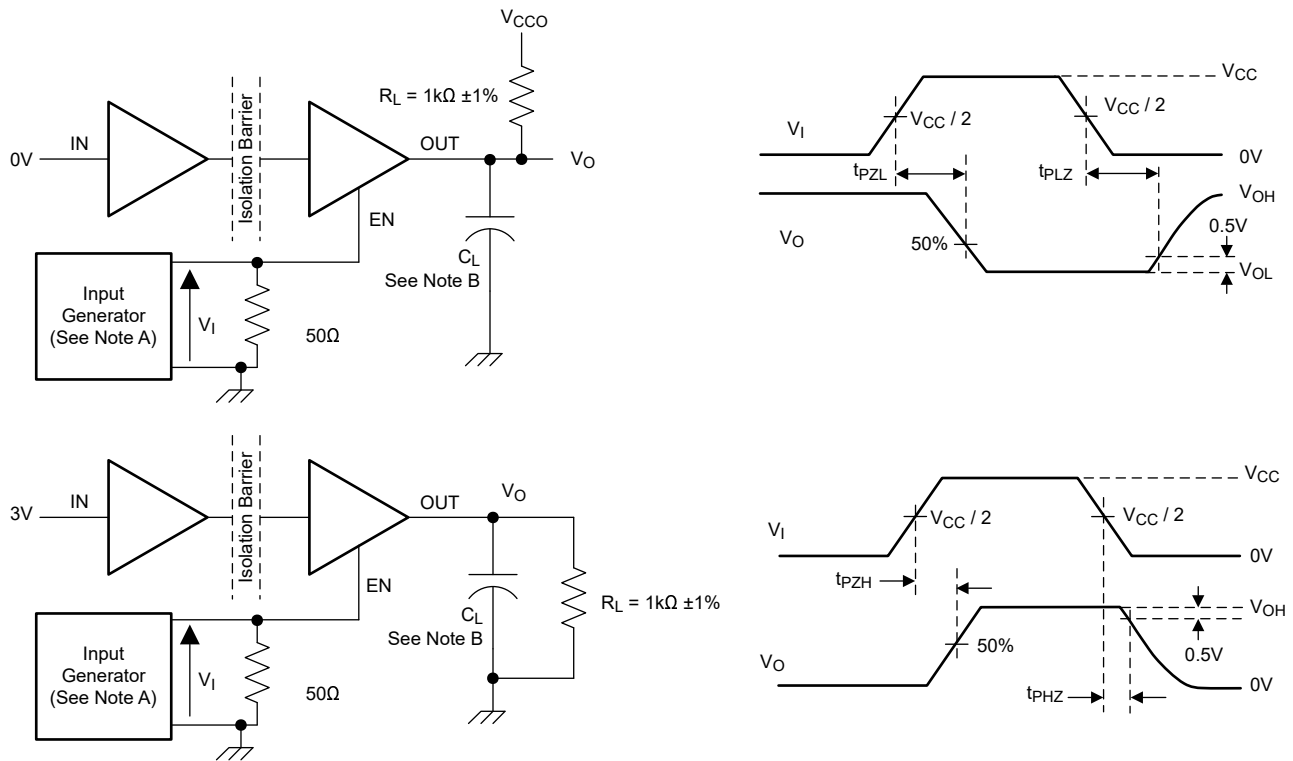 VCCO
RL = 1kΩ ±1%
0V
IN
Isolation Barrier
OUT
VO
EN
CL
See Note B
Input
Generator
(See Note A)
VI
50Ω
VCC
VI
VCC / 2
VCC / 2
0V
tPZL
tPLZ
VOH
0.5V
VO
50%
VOL
3V
IN
Isolation Barrier
OUT
VO
EN
CL
See Note B
RL = 1kΩ ±1%
Input
Generator
(See Note A)
VI
50Ω
VCC
VI
VCC / 2
VCC / 2
0V
tPZH
VOH
50%
0.5V
VO
0V
tPHZ